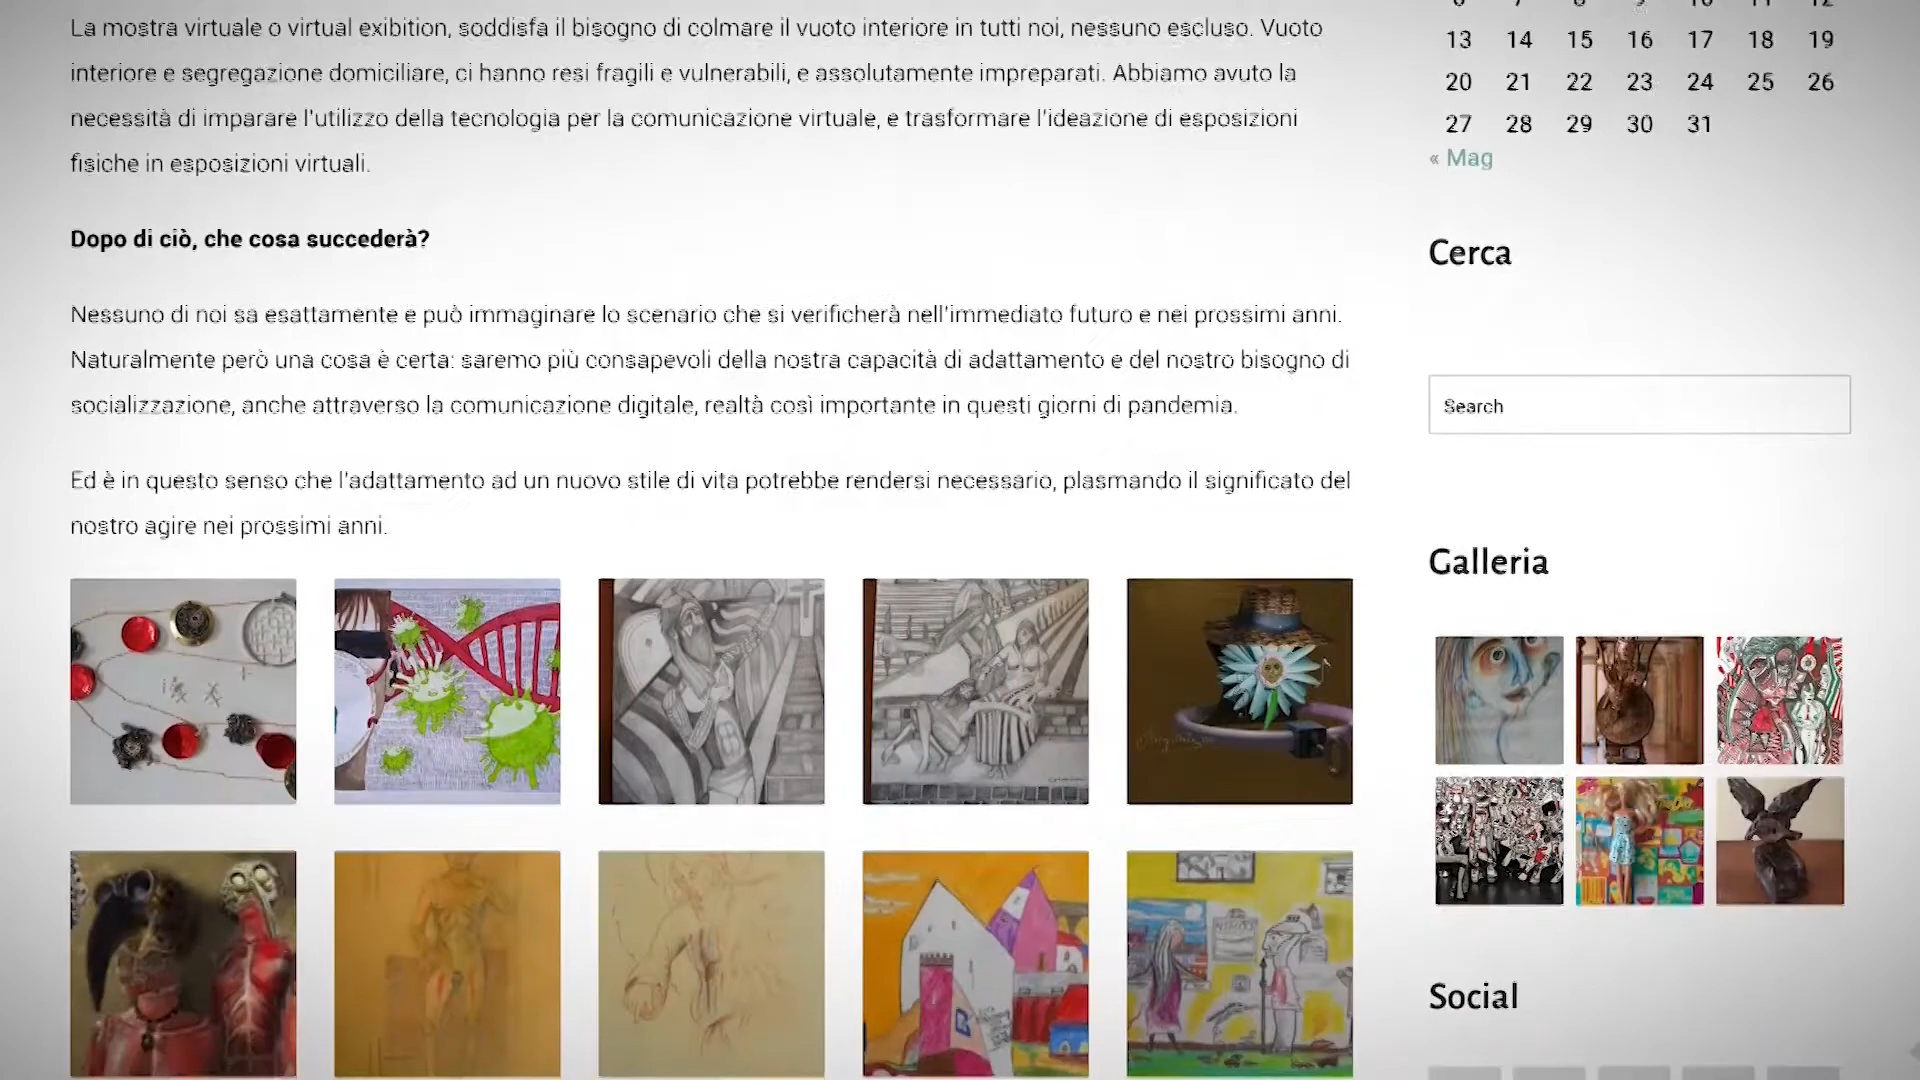 La mostra virtuale o virtual exibition, soddisfa il bisogno di colmare il vuoto interiore in tutti noi, nessuno escluso. Vuoto
interiore e segregazione domiciliare, ci hanno resi fragili e vulnerabili, e assolutamente impreparati. Abbiamo avuto la
necessità di imparare l'utilizzo della tecnologia per la comunicazione virtuale, e trasformare l'ideazione di esposizioni
fisiche in esposizioni virtuali.
Dopo di ciò, che cosa succederà?
Nessuno di noi sa esattamente e può immaginare lo scenario che si verificherà nell'immediato futuro e nei prossimi anni.
Naturalmente però una cosa è certa: saremo più consapevoli della nostra capacità di adattamento e del nostro bisogno di
socializzazione, anche attraverso la comunicazione digitale, realtà così importante in questi giorni di pandemia.
Ed è in questo senso che l'adattamento ad un nuovo stile di vita potrebbe rendersi necessario, plasmando il significato del
nostro agire nei prossimi anni.
6 7 8 9 10 11 12
13 14 15 16 17 18 19
20 21 22 23 24 25 26
27 28 29 30 31
« Mag
Cerca
Search
Galleria
Social